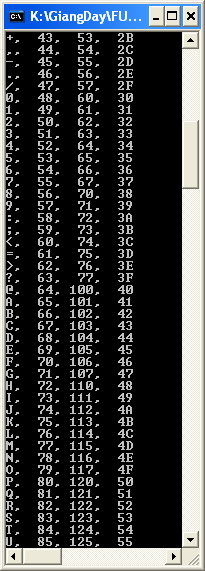 K:\GiangDay\FU...
+, 43, 53, 2B
,, 44, 54, 2C
-, 45, 55, 2D
., 46, 56, 2E
/, 47, 57, 2F
0, 48, 60, 30
1, 49, 61, 31
2, 50, 62, 32
3, 51, 63, 33
4, 52, 64, 34
5, 53, 65, 35
6, 54, 66, 36
7, 55, 67, 37
8, 56, 70, 38
9, 57, 71, 39
:, 58, 72, 3A
;, 59, 73, 3B
<, 60, 74, 3C
=, 61, 75, 3D
>, 62, 76, 3E
?, 63, 77, 3F
@, 64, 100, 40
A, 65, 101, 41
B, 66, 102, 42
C, 67, 103, 43
D, 68, 104, 44
E, 69, 105, 45
F, 70, 106, 46
G, 71, 107, 47
H, 72, 110, 48
I, 73, 111, 49
J, 74, 112, 4A
K, 75, 113, 4B
L, 76, 114, 4C
M, 77, 115, 4D
N, 78, 116, 4E
O, 79, 117, 4F
P, 80, 120, 50
Q, 81, 121, 51
R, 82, 122, 52
S, 83, 123, 53
T, 84, 124, 54
U, 85, 125, 55